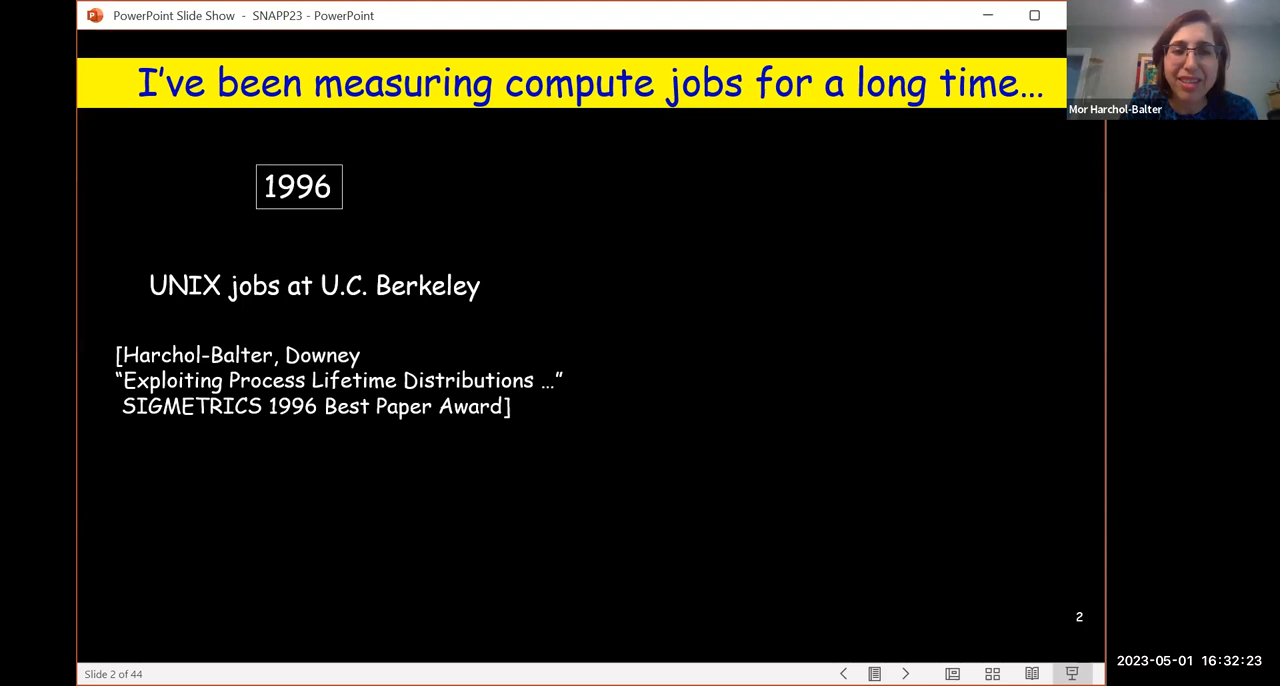 PowerPoint Slide Show - SNAPP23 - PowerPoint
I've been measuring compute jobs for a long time...
Mor Harchol-Balter
1996
UNIX jobs at U.C. Berkeley
[Harchol-Balter, Downey
“Exploiting Process Lifetime Distributions ...”
SIGMETRICS 1996 Best Paper Award]
2
2023-05-01 16:32:23
Slide 2 of 44